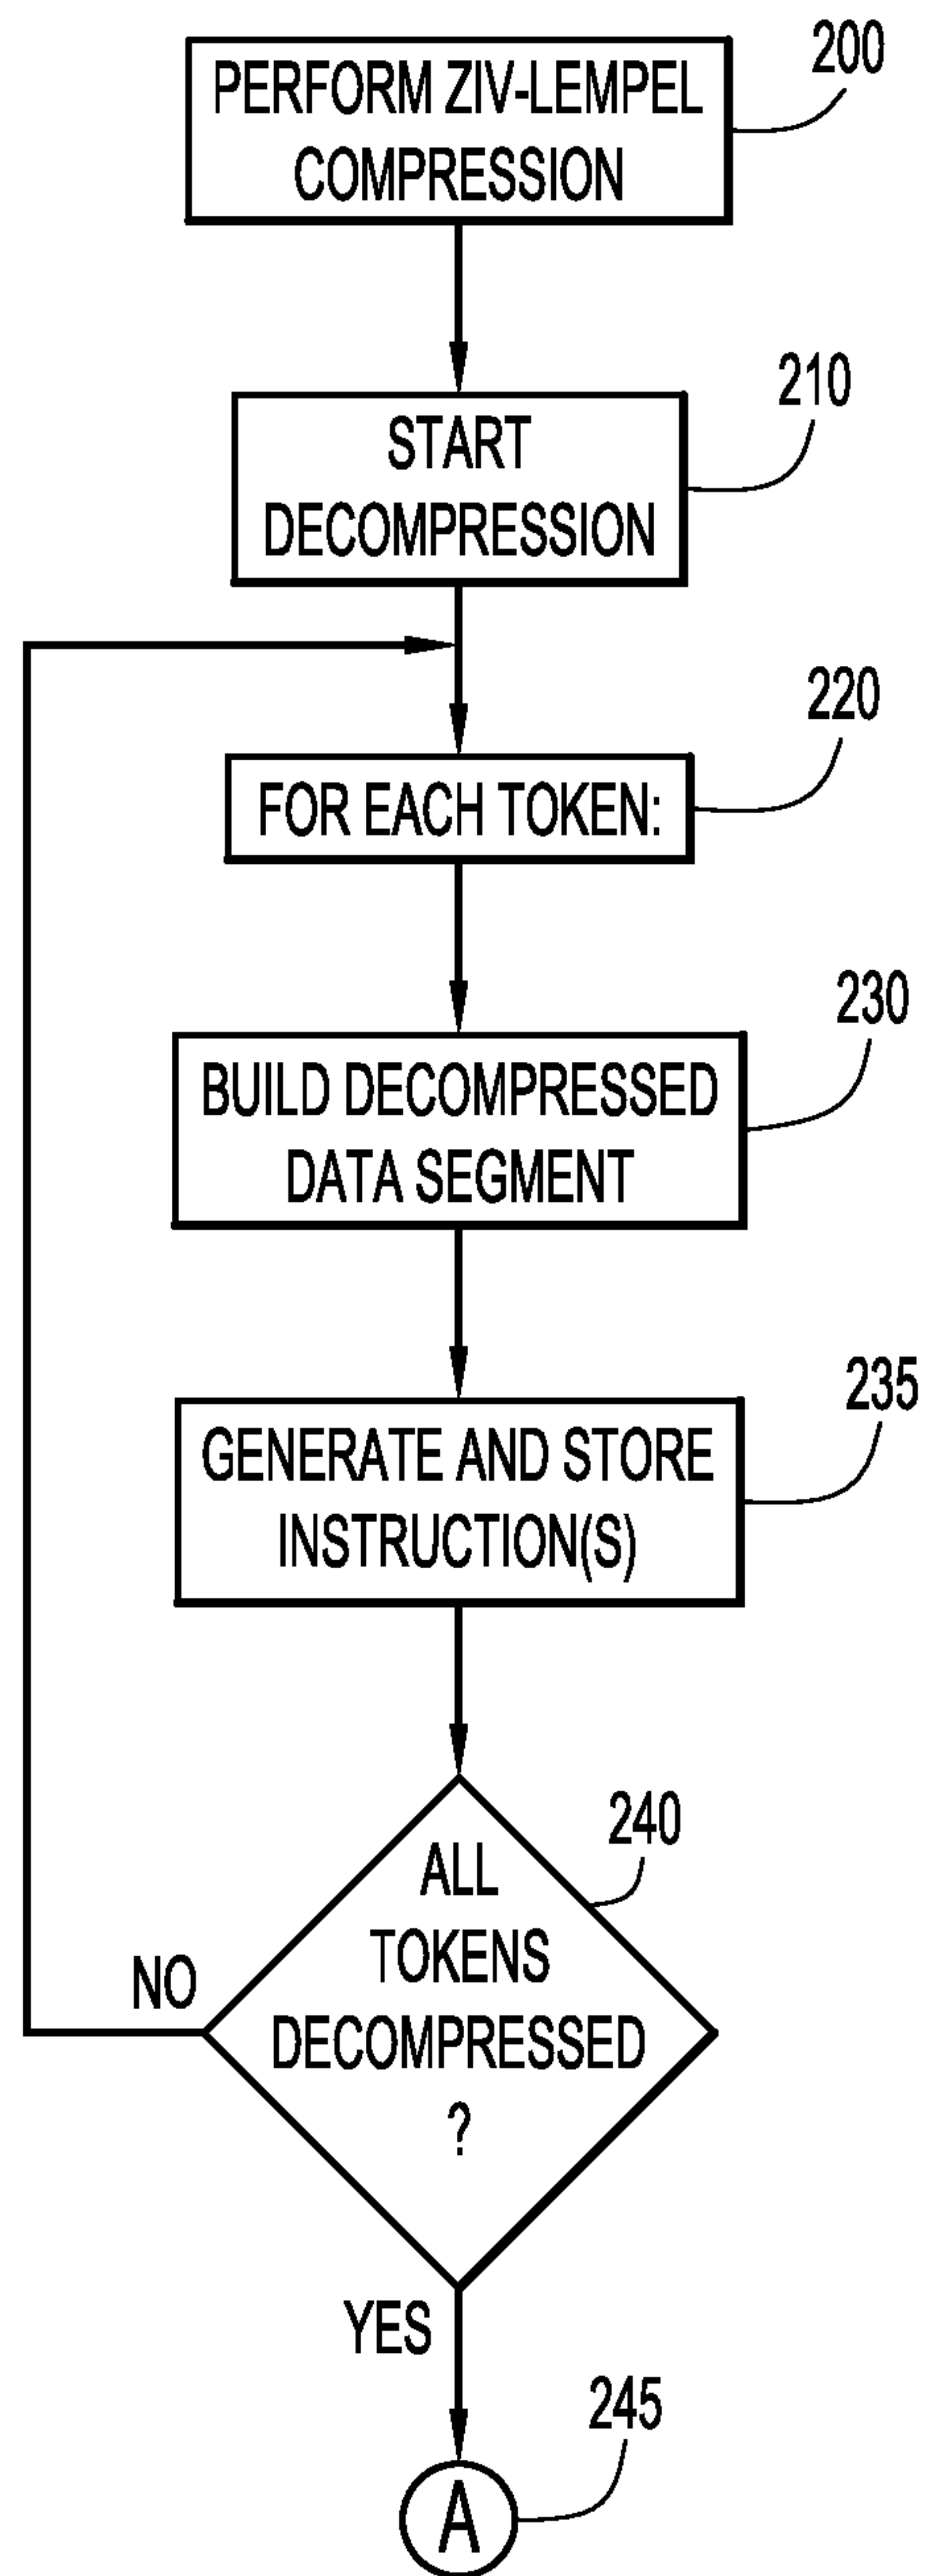 200
PERFORM ZIV-LEMPEL
COMPRESSION
210
START
DECOMPRESSION
220
FOR EACH TOKEN:
230
BUILD DECOMPRESSED
DATA SEGMENT
235
GENERATE AND STORE
INSTRUCTION(S)
240
ALL
TOKENS
DECOMPRESSED
?
NO
YES
245
A